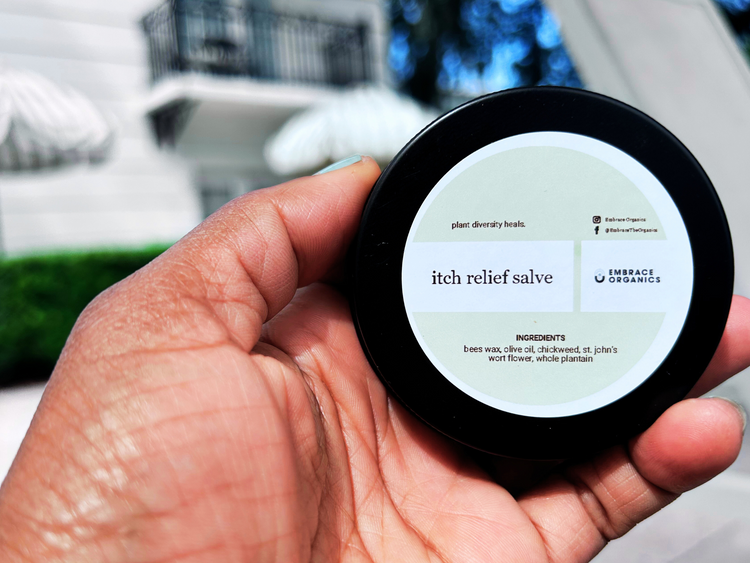 plant diversity heals.
Embrace Organics
@EmbraceTheOrganics
itch relief salve
EMBRACE
ORGANICS
INGREDIENTS
bees wax, olive oil, chickweed, st. john's
wort flower, whole plantain